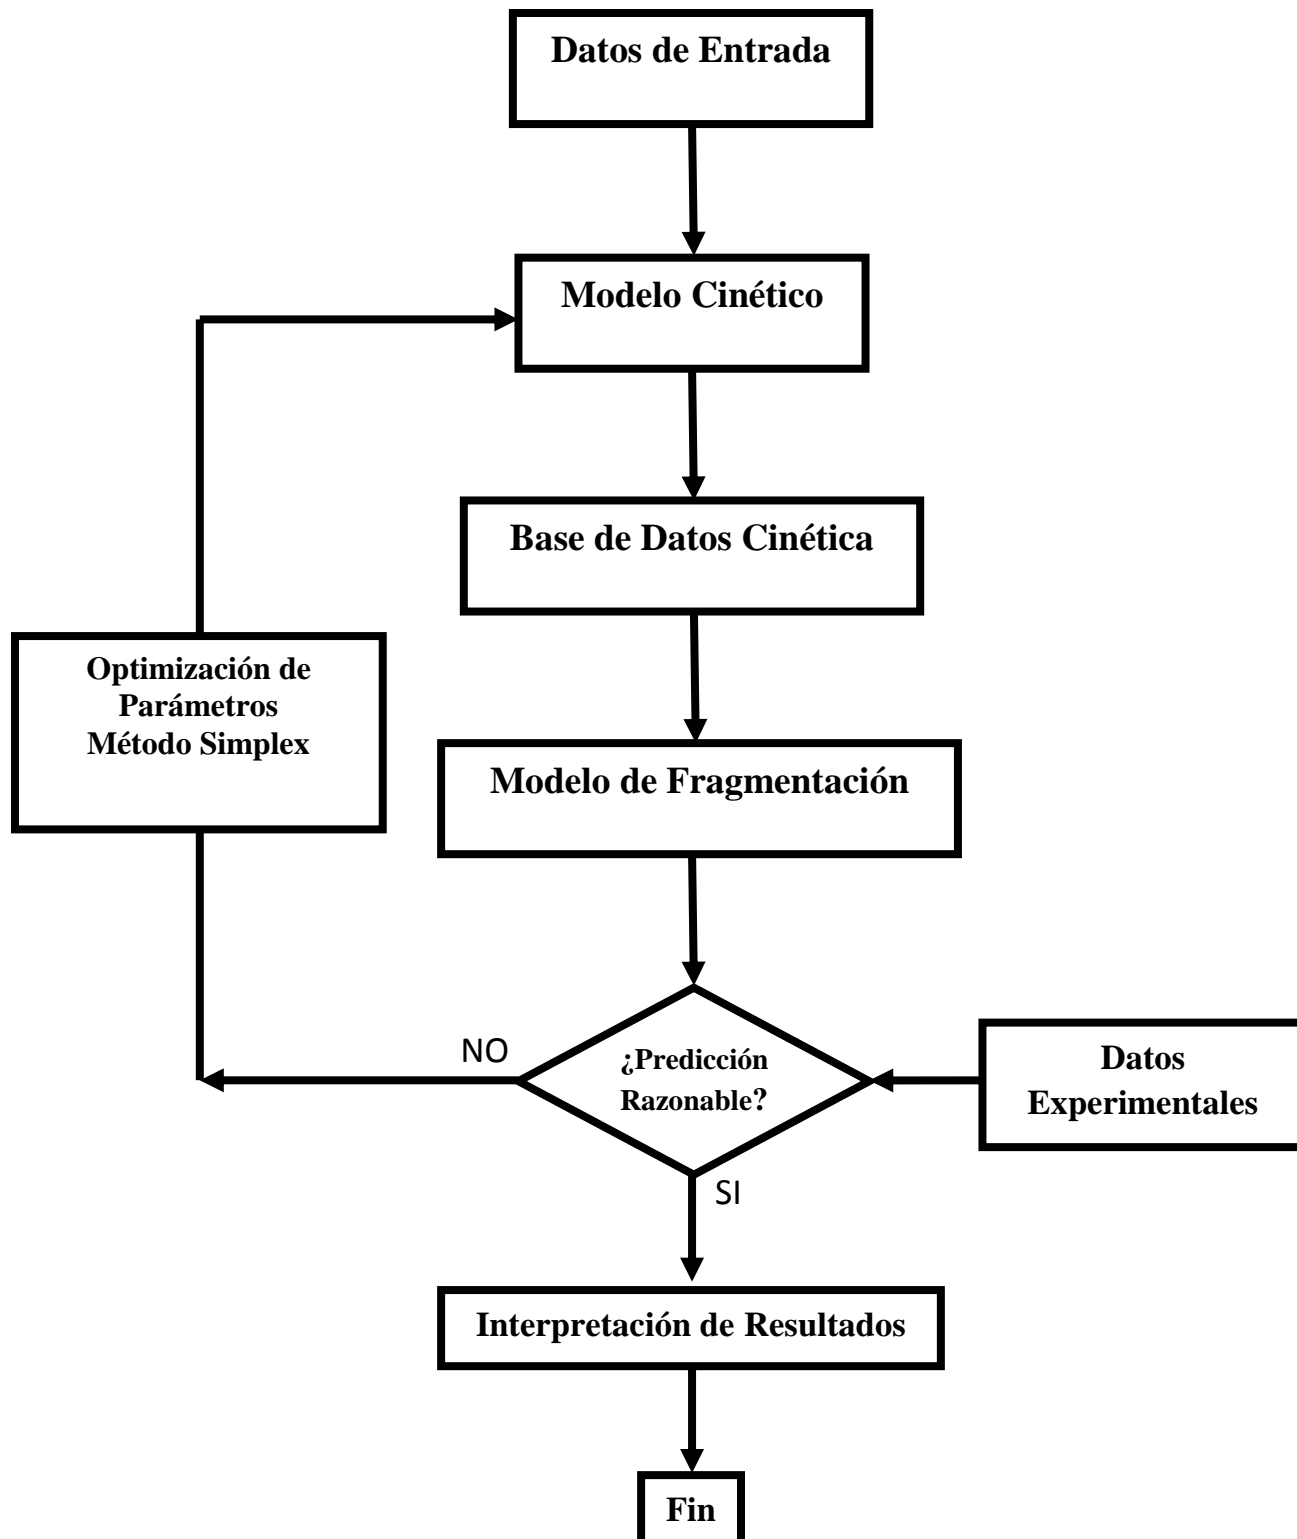 Datos de Entrada
Modelo Cinético
Base de Datos Cinética
Optimización de
Parámetros
Método Simplex
Modelo de Fragmentación
NO
¿Predicción
Razonable?
Datos
Experimentales
SI
Interpretación de Resultados
Fin